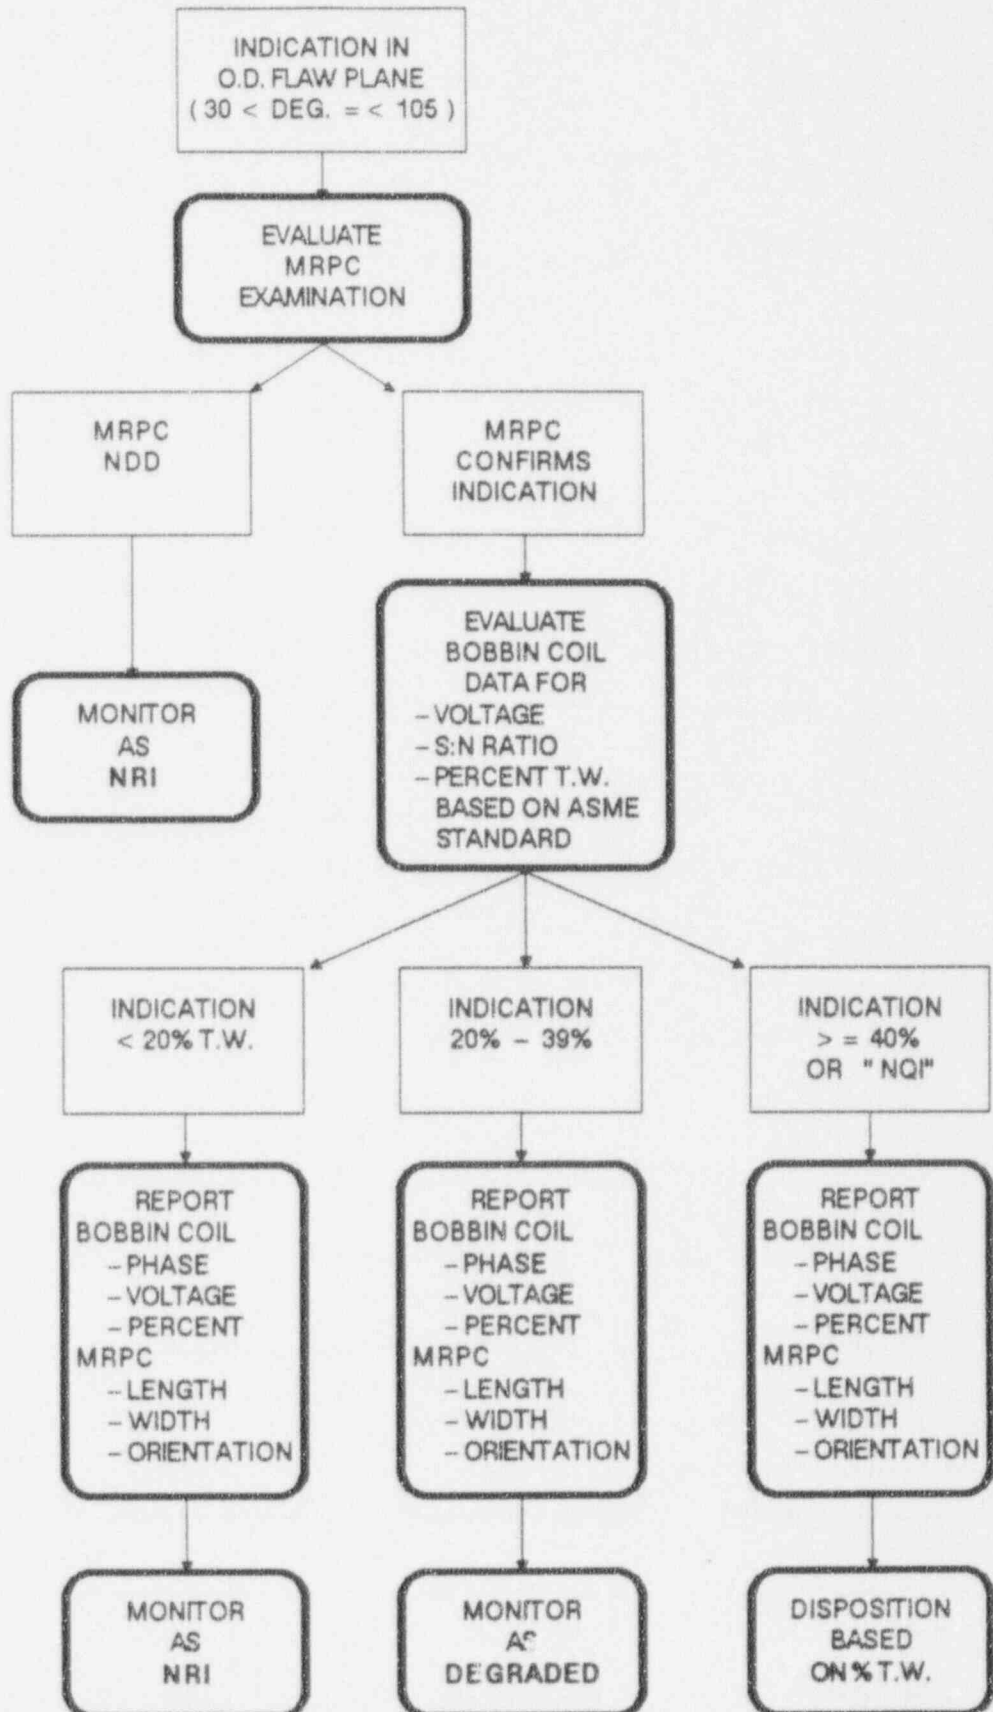 INDICATION IN
O.D. FLAW PLANE
( 30 < DEG. = < 105 )
EVALUATE
MRPC
EXAMINATION
MRPC
NDD
MRPC
CONFIRMS
INDICATION
MONITOR
AS
NRI
EVALUATE
BOBBIN COIL
DATA FOR
- VOLTAGE
- S:N RATIO
- PERCENT T.W.
BASED ON ASME
STANDARD
INDICATION
< 20% T.W.
INDICATION
20% - 39%
INDICATION
> = 40%
OR "NQI"
REPORT
BOBBIN COIL
- PHASE
- VOLTAGE
- PERCENT
MRPC
- LENGTH
- WIDTH
- ORIENTATION
REPORT
BOBBIN COIL
- PHASE
- VOLTAGE
- PERCENT
MRPC
- LENGTH
- WIDTH
- ORIENTATION
REPORT
BOBBIN COIL
- PHASE
- VOLTAGE
- PERCENT
MRPC
- LENGTH
- WIDTH
- ORIENTATION
MONITOR
AS
NRI
MONITOR
AS
DEGRADED
DISPOSITION
BASED
ON % T.W.